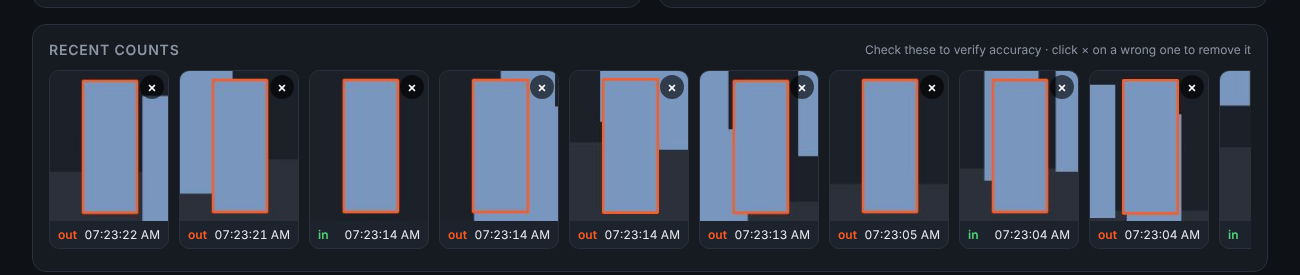 RECENT COUNTS
Check these to verify accuracy · click × on a wrong one to remove it
× × × × × × × × ×
out 07:23:22 AM
out 07:23:21 AM
in 07:23:14 AM
out 07:23:14 AM
out 07:23:14 AM
out 07:23:13 AM
out 07:23:05 AM
in 07:23:04 AM
out 07:23:04 AM
in